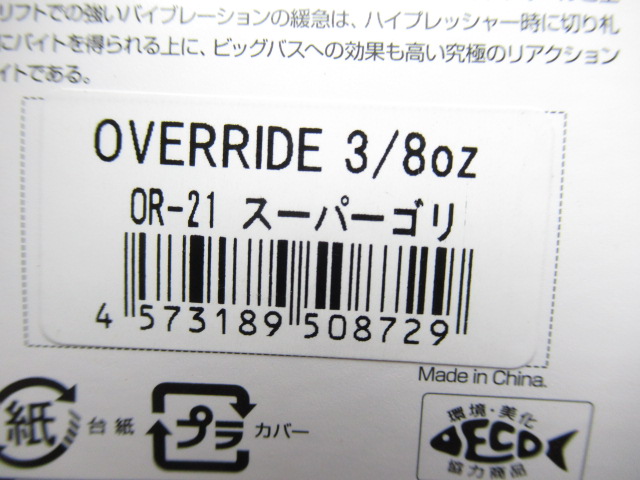 リフトでの強いバイブレーションの緩急は、ハイプレッシャー時に切り札
にバイトを得られる上に、ビッグバスへの効果も高い究極のリアクション
イトである。
OVERRIDE 3/8oz
OR-21 スーパーゴリ
4 573189 508729
Made in China.
紙 台紙 プラ カバー
環境・美化
ECO
協力商品